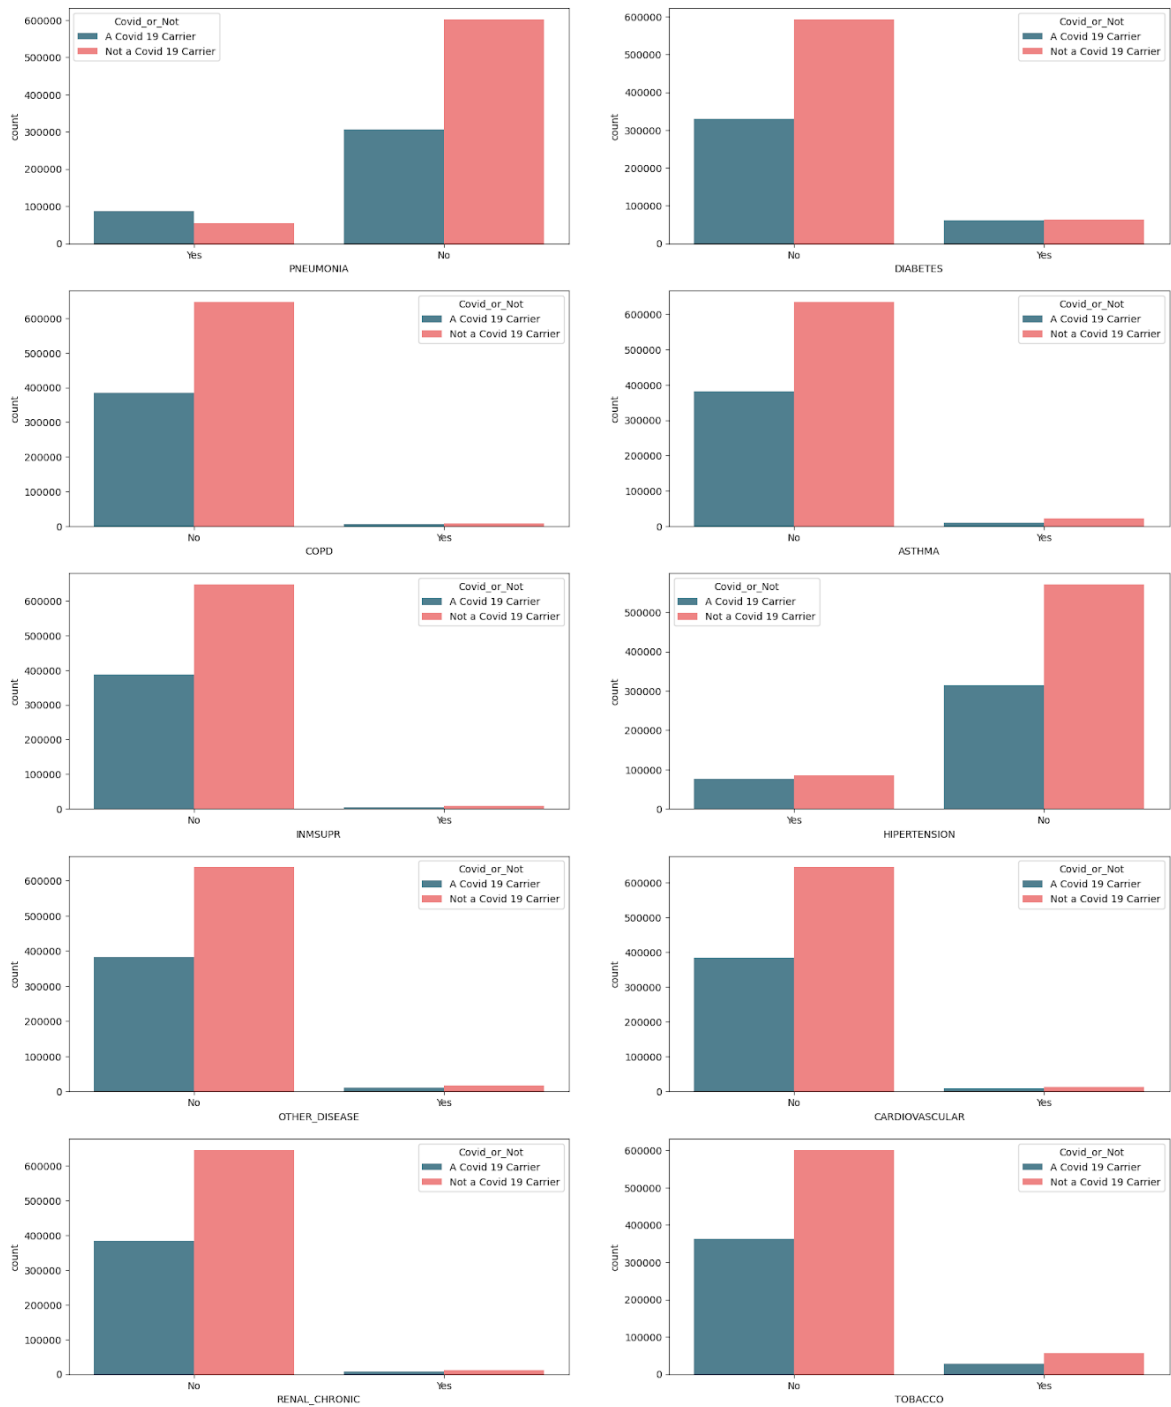 Covid_or_Not
A Covid 19 Carrier
Not a Covid 19 Carrier
600000
500000
400000
300000
200000
100000
0
count
Yes
No
PNEUMONIA
Covid_or_Not
A Covid 19 Carrier
Not a Covid 19 Carrier
600000
500000
400000
300000
200000
100000
0
count
No
Yes
DIABETES
Covid_or_Not
A Covid 19 Carrier
Not a Covid 19 Carrier
600000
500000
400000
300000
200000
100000
0
count
No
Yes
COPD
Covid_or_Not
A Covid 19 Carrier
Not a Covid 19 Carrier
600000
500000
400000
300000
200000
100000
0
count
No
Yes
ASTHMA
Covid_or_Not
A Covid 19 Carrier
Not a Covid 19 Carrier
600000
500000
400000
300000
200000
100000
0
count
No
Yes
INMSUPR
Covid_or_Not
A Covid 19 Carrier
Not a Covid 19 Carrier
500000
400000
300000
200000
100000
0
count
Yes
No
HIPERTENSION
Covid_or_Not
A Covid 19 Carrier
Not a Covid 19 Carrier
600000
500000
400000
300000
200000
100000
0
count
No
Yes
OTHER_DISEASE
Covid_or_Not
A Covid 19 Carrier
Not a Covid 19 Carrier
600000
500000
400000
300000
200000
100000
0
count
No
Yes
CARDIOVASCULAR
Covid_or_Not
A Covid 19 Carrier
Not a Covid 19 Carrier
600000
500000
400000
300000
200000
100000
0
count
No
Yes
RENAL_CHRONIC
Covid_or_Not
A Covid 19 Carrier
Not a Covid 19 Carrier
600000
500000
400000
300000
200000
100000
0
count
No
Yes
TOBACCO